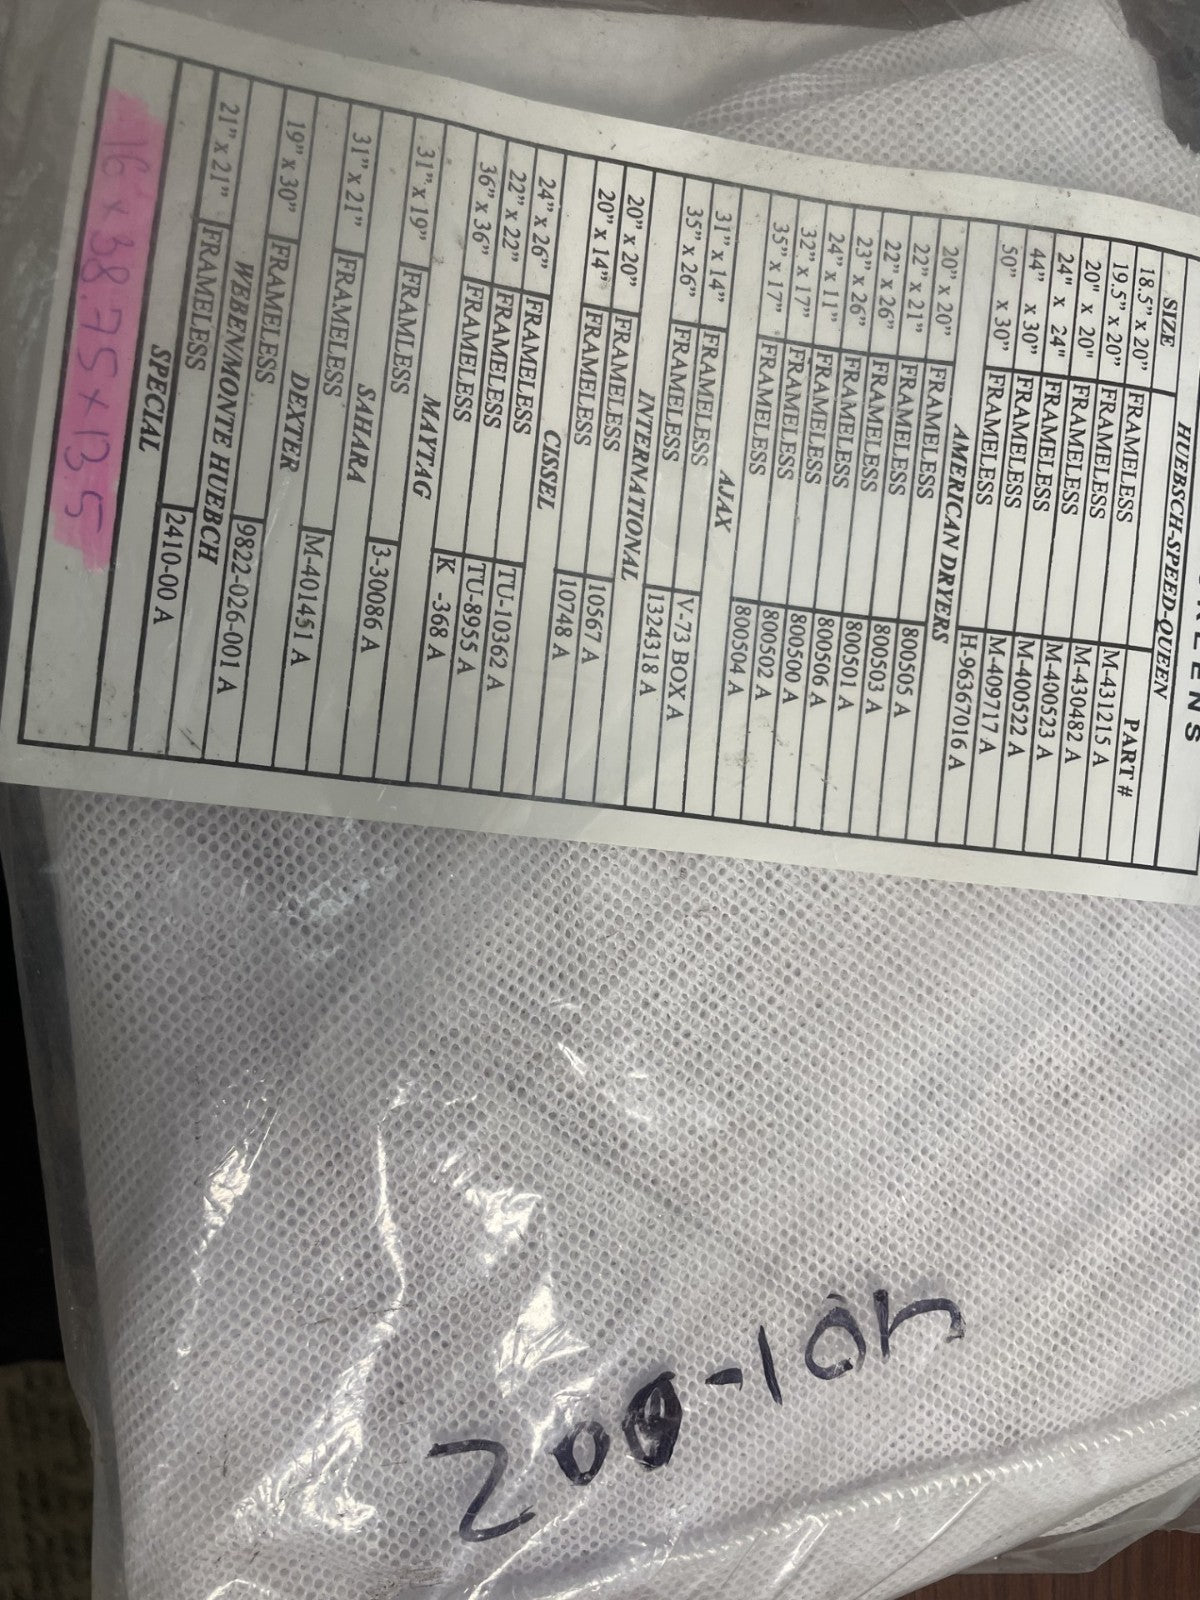 HUEBSCH-SPEED-QUEEN
SIZE PART #
18.5" x 20" FRAMELESS M-431215 A
19.5" x 20" FRAMELESS M-430482 A
20" x 20" FRAMELESS M-400523 A
24" x 24" FRAMELESS M-400522 A
44" x 30" FRAMELESS M-409717 A
50" x 30" FRAMELESS H-96367016 A
AMERICAN DRYERS
20" x 20" FRAMELESS 800505 A
22" x 21" FRAMELESS 800503 A
22" x 26" FRAMELESS 800501 A
23" x 26" FRAMELESS 800506 A
24" x 11" FRAMELESS 800500 A
32" x 17" FRAMELESS 800502 A
35" x 17" FRAMELESS 800504 A
AJAX
31" x 14" FRAMELESS V-73 BOX A
35" x 26" FRAMELESS 1324318 A
INTERNATIONAL
20" x 20" FRAMELESS 10567 A
20" x 14" FRAMELESS 10748 A
CISSEL
24" x 26" FRAMELESS TU-10362 A
22" x 22" FRAMELESS TU-8955 A
36" x 36" FRAMELESS K -368 A
MAYTAG
31" x 19" FRAMLESS 3-30086 A
SAHARA
31" x 21" FRAMELESS M-401451 A
DEXTER
19" x 30" FRAMELESS 9822-026-001 A
WEBBEN/MONTE HUEBCH
21" x 21" FRAMELESS 2410-00 A
SPECIAL
16" x 38.75 x 13.5
200-10n